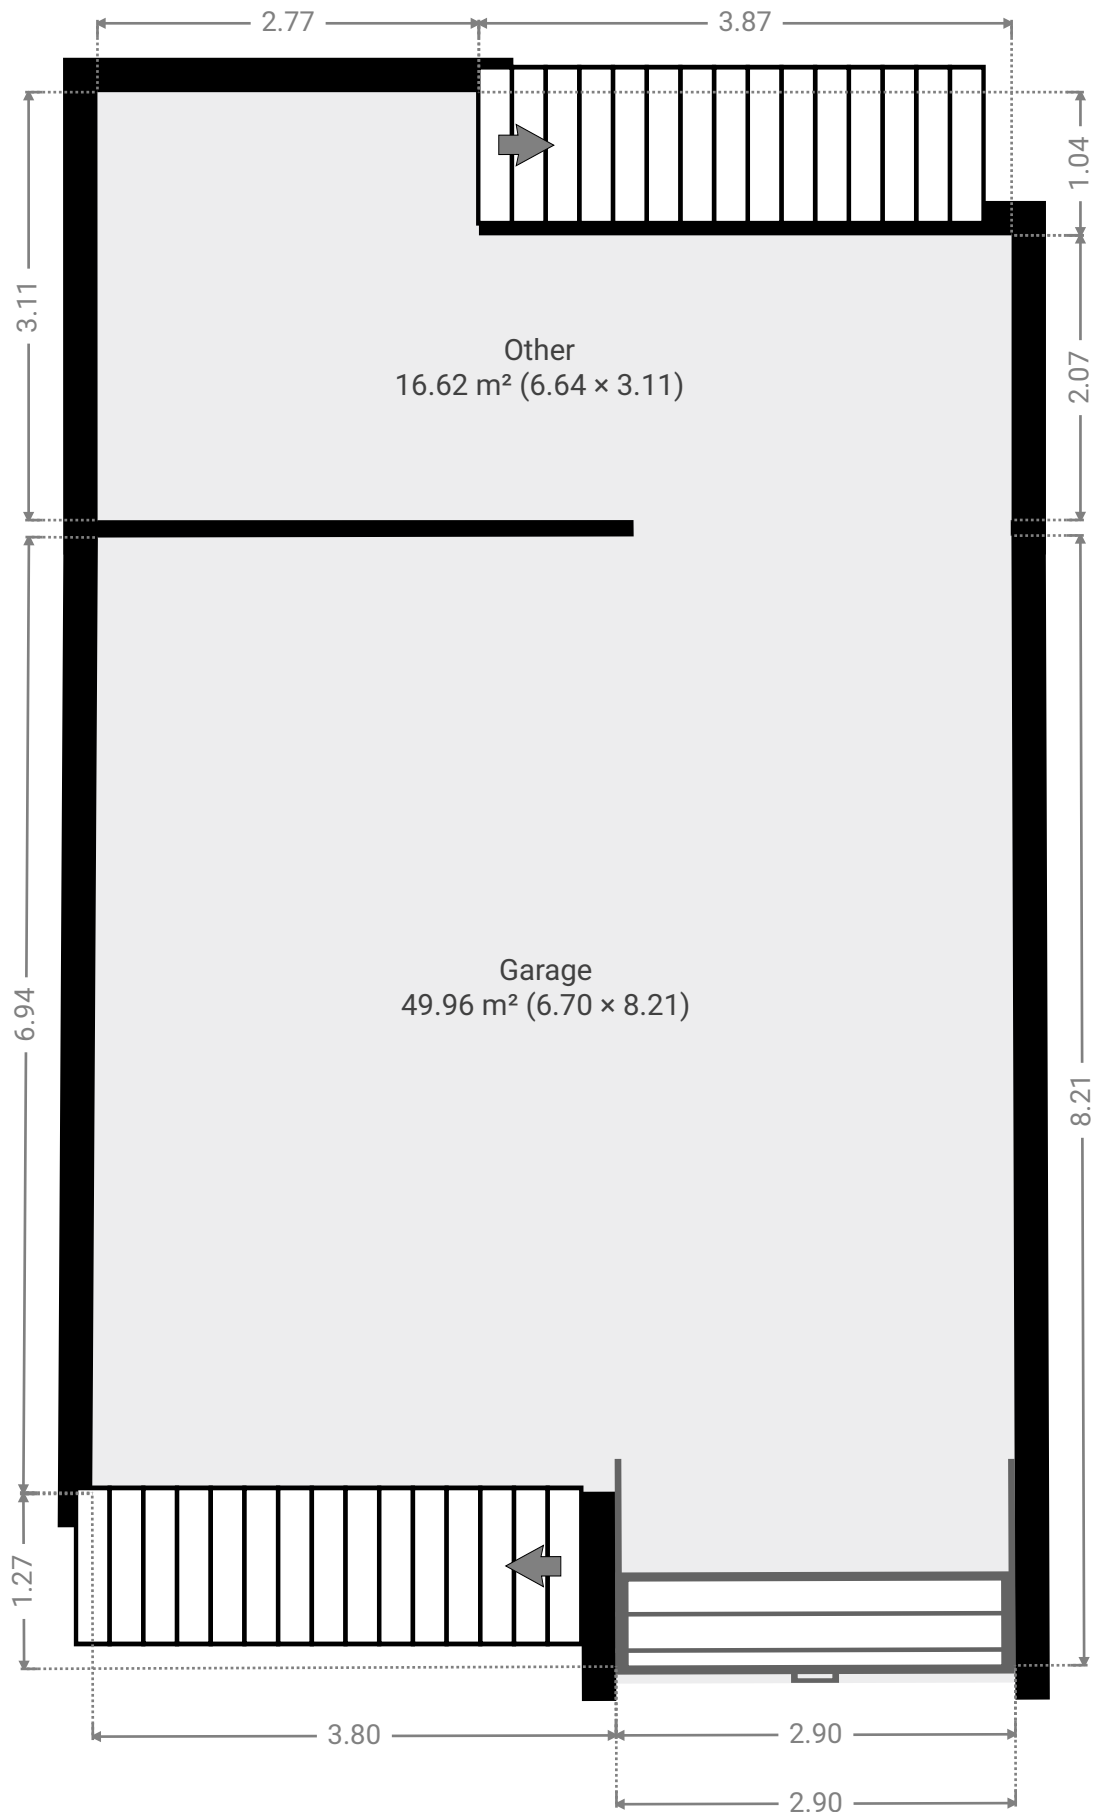 2.77
3.87
1.04
3.11
2.07
Other
16.62 m² (6.64 × 3.11)
Garage
49.96 m² (6.70 × 8.21)
6.94
8.21
1.27
3.80
2.90
2.90